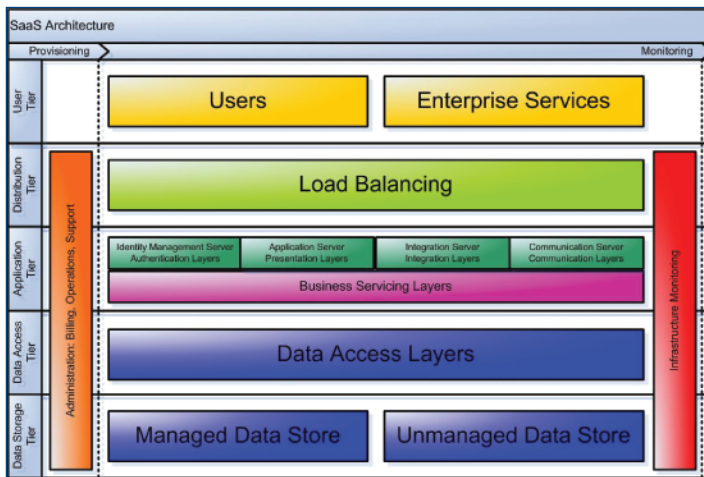 SaaS Architecture
Provisioning
Monitoring
User
Tier
Users
Enterprise Services
Distribution
Tier
Load Balancing
Application
Tier
Identity Management Server
Authentication Layers
Application Server
Presentation Layers
Integration Server
Integration Layers
Communication Server
Communication Layers
Business Servicing Layers
Data Access
Tier
Data Access Layers
Data Storage
Tier
Managed Data Store
Unmanaged Data Store
Administration: Billing, Operations, Support
Infrastructure Monitoring